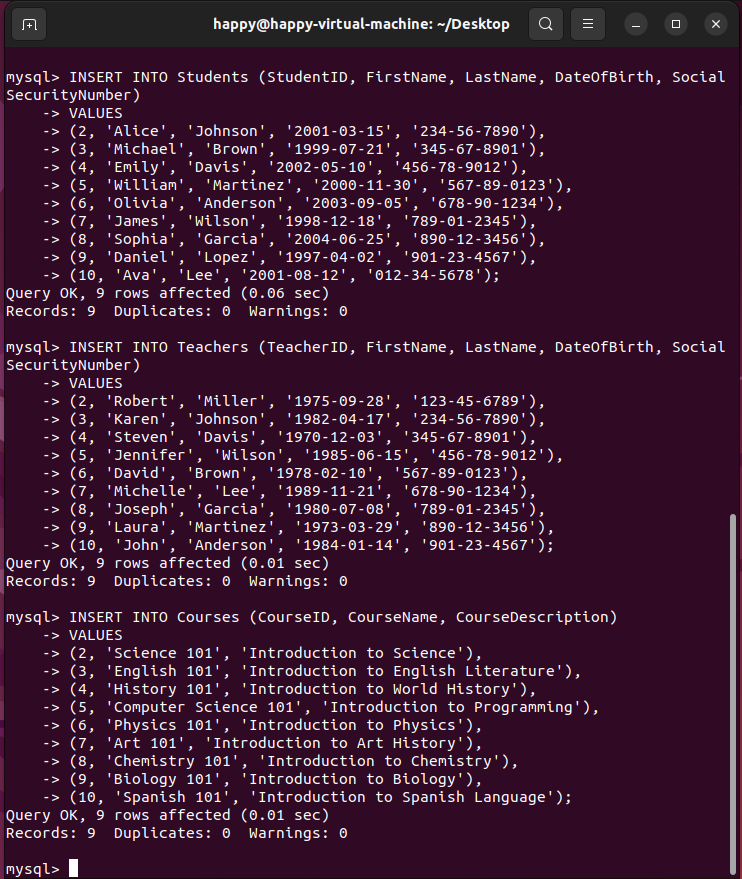 happy@happy-virtual-machine: ~/Desktop
mysql> INSERT INTO Students (StudentID, FirstName, LastName, DateOfBirth, Social
SecurityNumber)
    -> VALUES
    -> (2, 'Alice', 'Johnson', '2001-03-15', '234-56-7890'),
    -> (3, 'Michael', 'Brown', '1999-07-21', '345-67-8901'),
    -> (4, 'Emily', 'Davis', '2002-05-10', '456-78-9012'),
    -> (5, 'William', 'Martinez', '2000-11-30', '567-89-0123'),
    -> (6, 'Olivia', 'Anderson', '2003-09-05', '678-90-1234'),
    -> (7, 'James', 'Wilson', '1998-12-18', '789-01-2345'),
    -> (8, 'Sophia', 'Garcia', '2004-06-25', '890-12-3456'),
    -> (9, 'Daniel', 'Lopez', '1997-04-02', '901-23-4567'),
    -> (10, 'Ava', 'Lee', '2001-08-12', '012-34-5678');
Query OK, 9 rows affected (0.06 sec)
Records: 9  Duplicates: 0  Warnings: 0
mysql> INSERT INTO Teachers (TeacherID, FirstName, LastName, DateOfBirth, Social
SecurityNumber)
    -> VALUES
    -> (2, 'Robert', 'Miller', '1975-09-28', '123-45-6789'),
    -> (3, 'Karen', 'Johnson', '1982-04-17', '234-56-7890'),
    -> (4, 'Steven', 'Davis', '1970-12-03', '345-67-8901'),
    -> (5, 'Jennifer', 'Wilson', '1985-06-15', '456-78-9012'),
    -> (6, 'David', 'Brown', '1978-02-10', '567-89-0123'),
    -> (7, 'Michelle', 'Lee', '1989-11-21', '678-90-1234'),
    -> (8, 'Joseph', 'Garcia', '1980-07-08', '789-01-2345'),
    -> (9, 'Laura', 'Martinez', '1973-03-29', '890-12-3456'),
    -> (10, 'John', 'Anderson', '1984-01-14', '901-23-4567');
Query OK, 9 rows affected (0.01 sec)
Records: 9  Duplicates: 0  Warnings: 0
mysql> INSERT INTO Courses (CourseID, CourseName, CourseDescription)
    -> VALUES
    -> (2, 'Science 101', 'Introduction to Science'),
    -> (3, 'English 101', 'Introduction to English Literature'),
    -> (4, 'History 101', 'Introduction to World History'),
    -> (5, 'Computer Science 101', 'Introduction to Programming'),
    -> (6, 'Physics 101', 'Introduction to Physics'),
    -> (7, 'Art 101', 'Introduction to Art History'),
    -> (8, 'Chemistry 101', 'Introduction to Chemistry'),
    -> (9, 'Biology 101', 'Introduction to Biology'),
    -> (10, 'Spanish 101', 'Introduction to Spanish Language');
Query OK, 9 rows affected (0.01 sec)
Records: 9  Duplicates: 0  Warnings: 0
mysql>